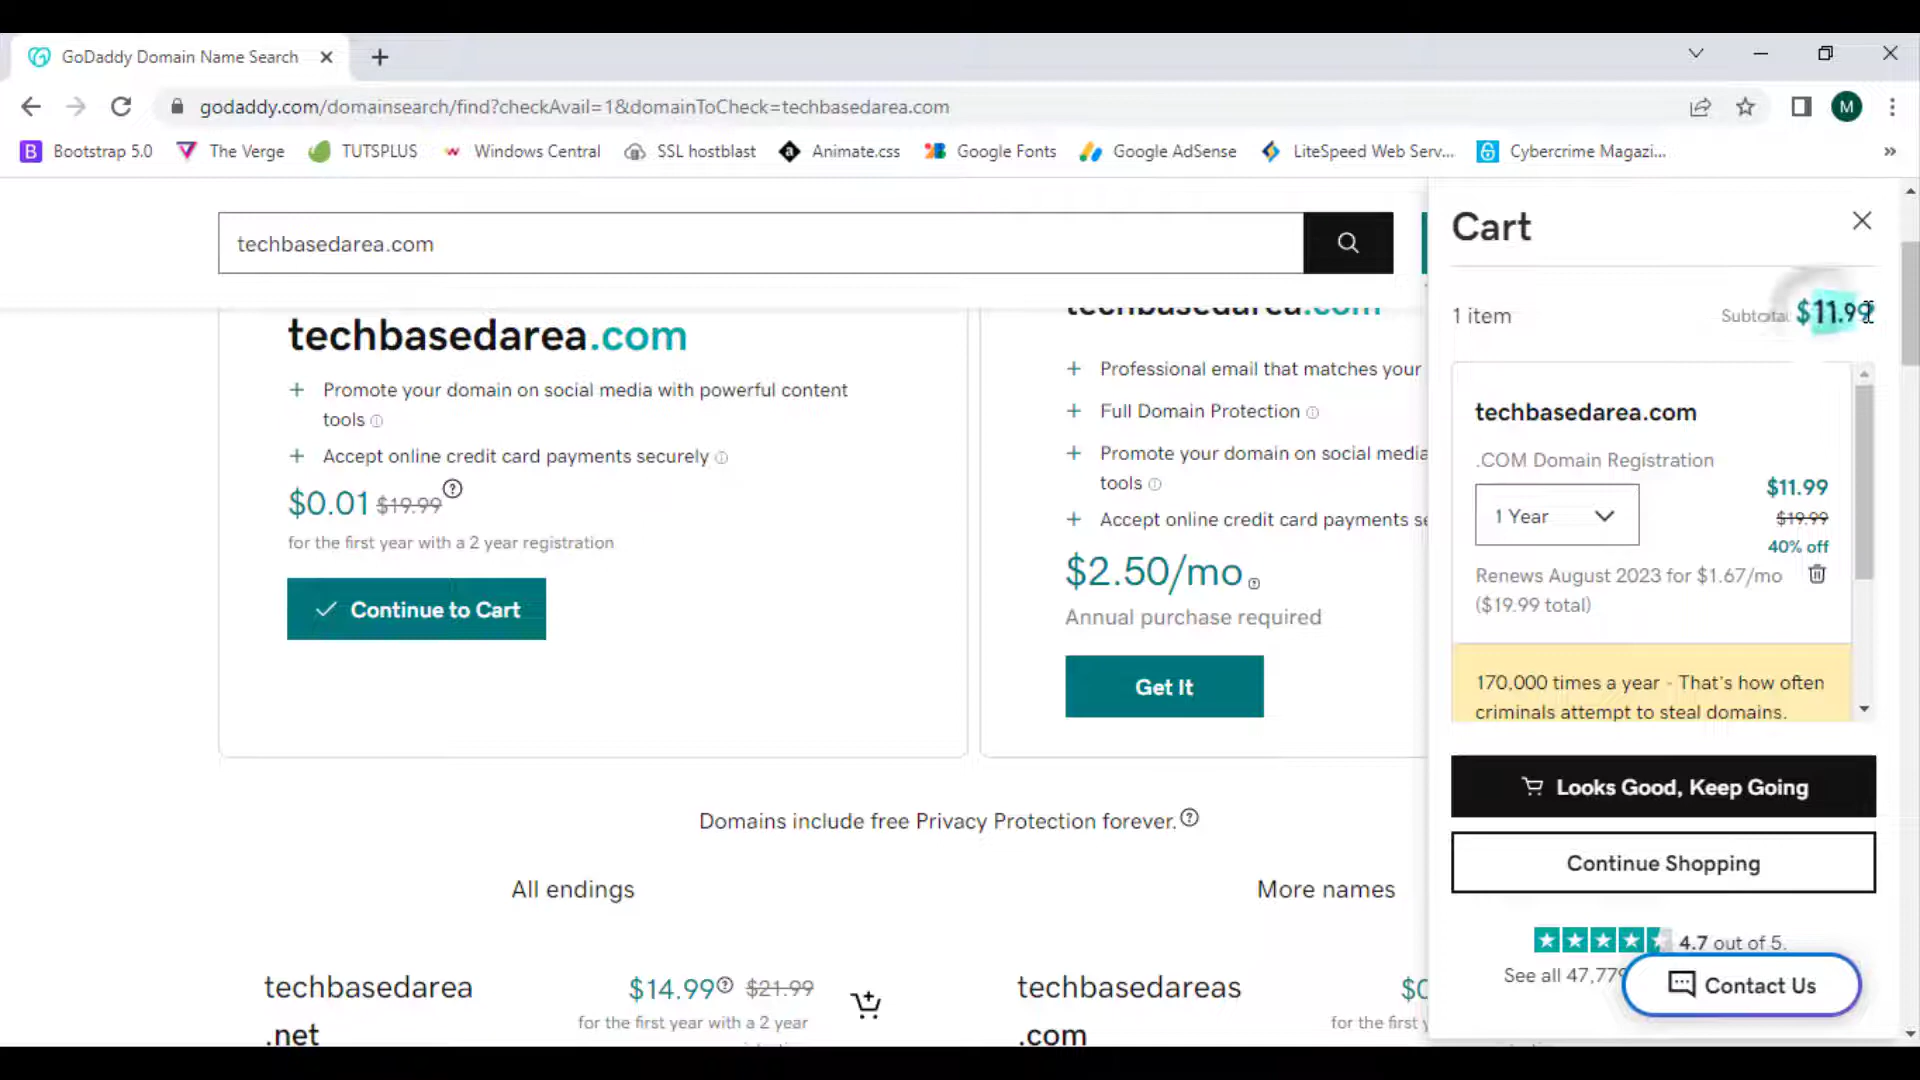 GoDaddy Domain Name Search
godaddy.com/domainsearch/find?checkAvail=1&domainToCheck=techbasedarea.com
M
B Bootstrap 5.0
The Verge
TUTSPLUS
Windows Central
SSL hostblast
Animate.css
Google Fonts
Google AdSense
LiteSpeed Web Serv...
Cybercrime Magazi...
techbasedarea.com
techbasedarea.com
Promote your domain on social media with powerful content
tools
Accept online credit card payments securely
$0.01 $19.99
for the first year with a 2 year registration
Continue to Cart
techbasedarea.com
Professional email that matches your
Full Domain Protection
Promote your domain on social media
tools
Accept online credit card payments
$2.50/mo
Annual purchase required
Get It
Domains include free Privacy Protection forever.
All endings
More names
techbasedarea
.net
$14.99 $21.99
for the first year with a 2 year
techbasedareas
.com
for the first
Cart
1 item
Subtotal $11.99
techbasedarea.com
.COM Domain Registration
1 Year
$11.99
$19.99
40% off
Renews August 2023 for $1.67/mo
($19.99 total)
170,000 times a year - That's how often
criminals attempt to steal domains.
Looks Good, Keep Going
Continue Shopping
4.7 out of 5.
See all
Contact Us